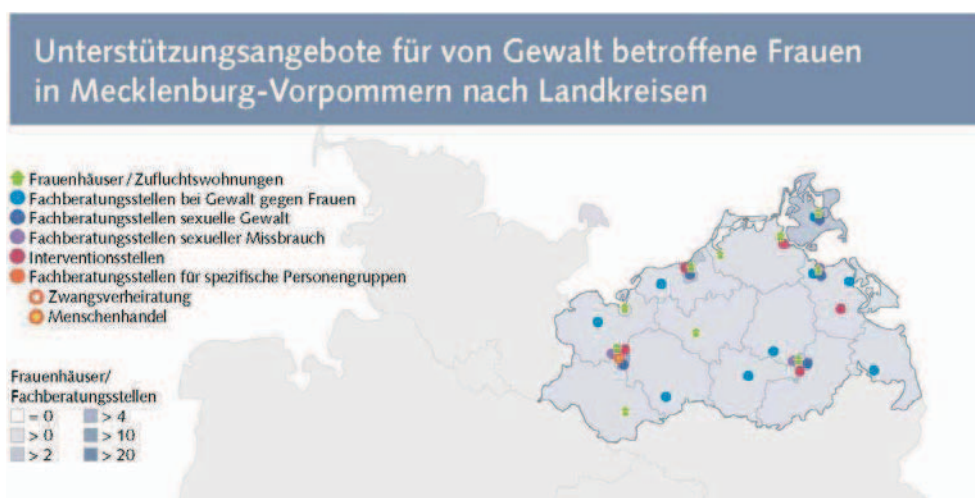 Unterstützungsangebote für von Gewalt betroffene Frauen
in Mecklenburg-Vorpommern nach Landkreisen
Frauenhäuser/Zufluchtswohnungen
Fachberatungsstellen bei Gewalt gegen Frauen
Fachberatungsstellen sexuelle Gewalt
Fachberatungsstellen sexueller Missbrauch
Interventionsstellen
Fachberatungsstellen für spezifische Personengruppen
Zwangsverheiratung
Menschenhandel
Frauenhäuser/
Fachberatungsstellen
= 0
> 0
> 2
> 4
> 10
> 20